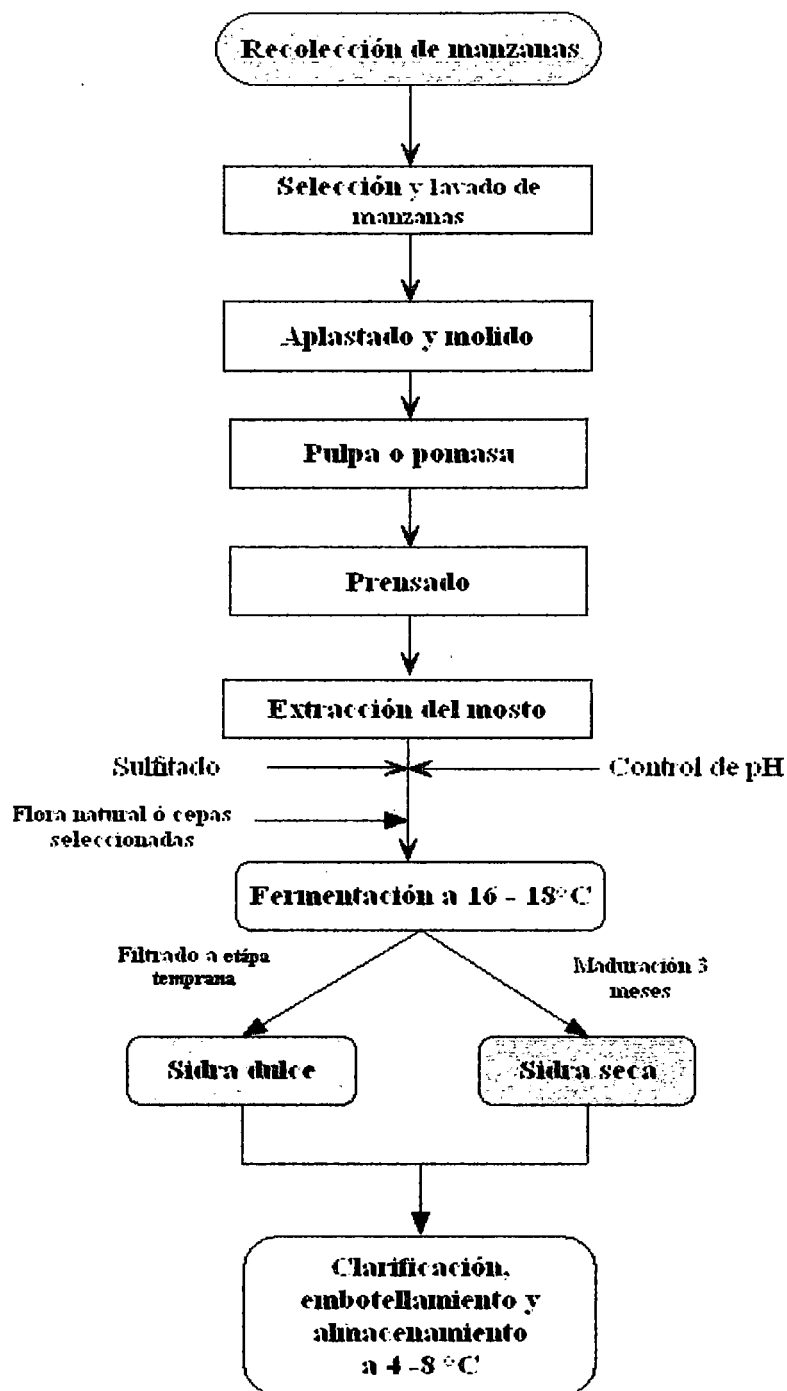 Recolección de manzanas
Selección y lavado de
manzanas
Aplastado y molido
Pulpa o pomasa
Prensado
Extracción del mosto
Sulfitado
Control de pH
Flora natural ó cepas
seleccionadas
Fermentación a 16 - 18°C
Filtrado a etápa
temprana
Maduración 3
meses
Sidra dulce
Sidra seca
Clarificación,
embotellamiento y
almacenamiento
a 4 -8 °C